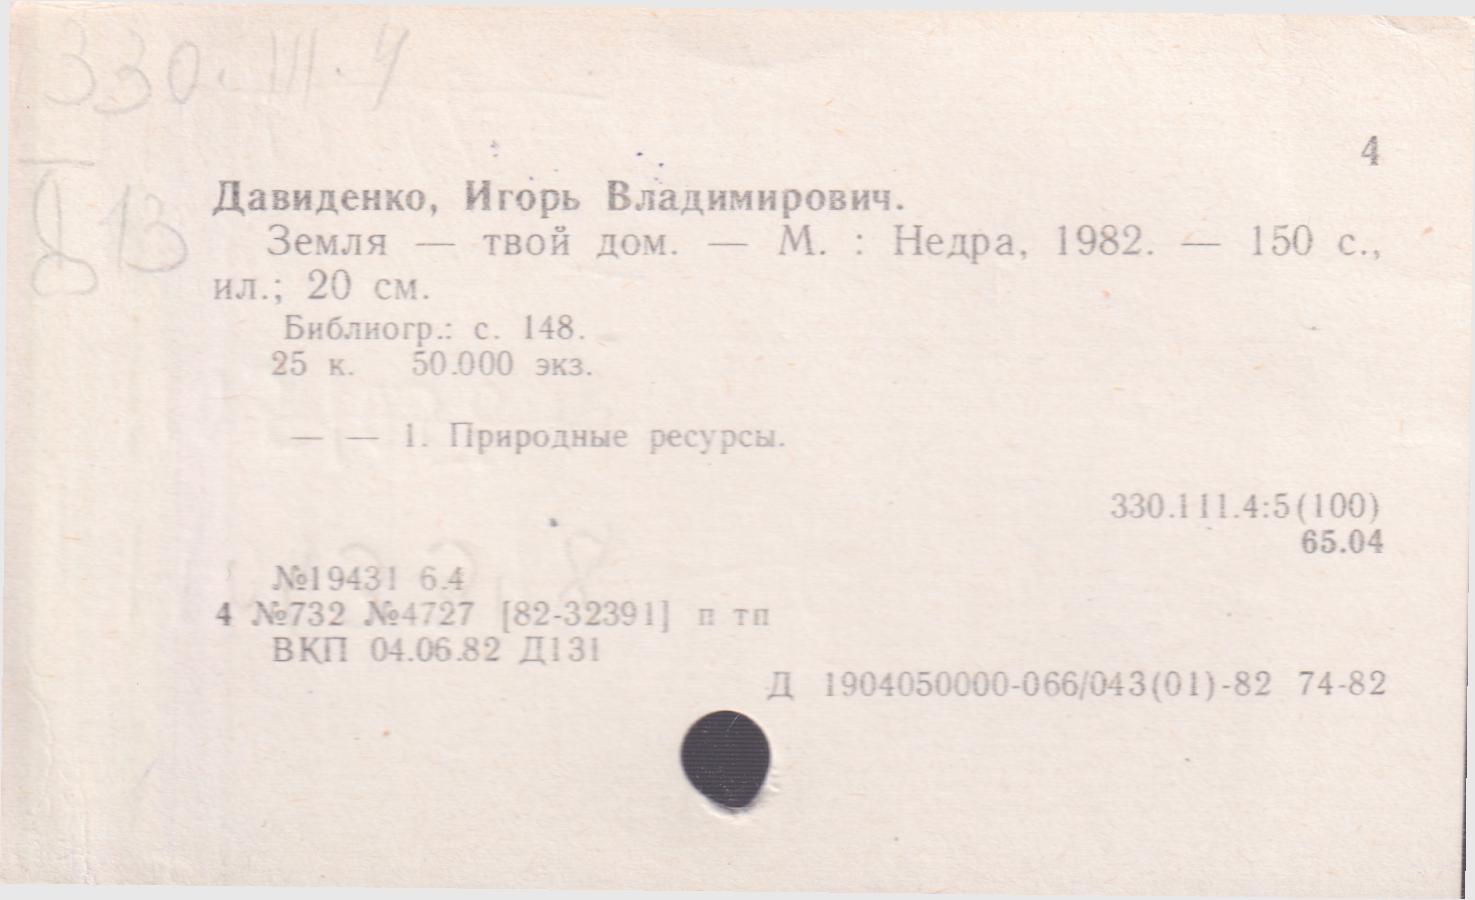 330.III.4
Д13
4
Давиденко, Игорь Владимирович.
Земля — твой дом. — М. : Недра, 1982. — 150 с.,
ил.; 20 см.
Библиогр.: с. 148.
25 к. 50.000 экз.
— — 1. Природные ресурсы.
330.111.4:5(100)
65.04
№19431 6.4
4 №732 №4727 [82-32391] п тп
ВКП 04.06.82 Д131
Д 1904050000-066/043(01)-82 74-82